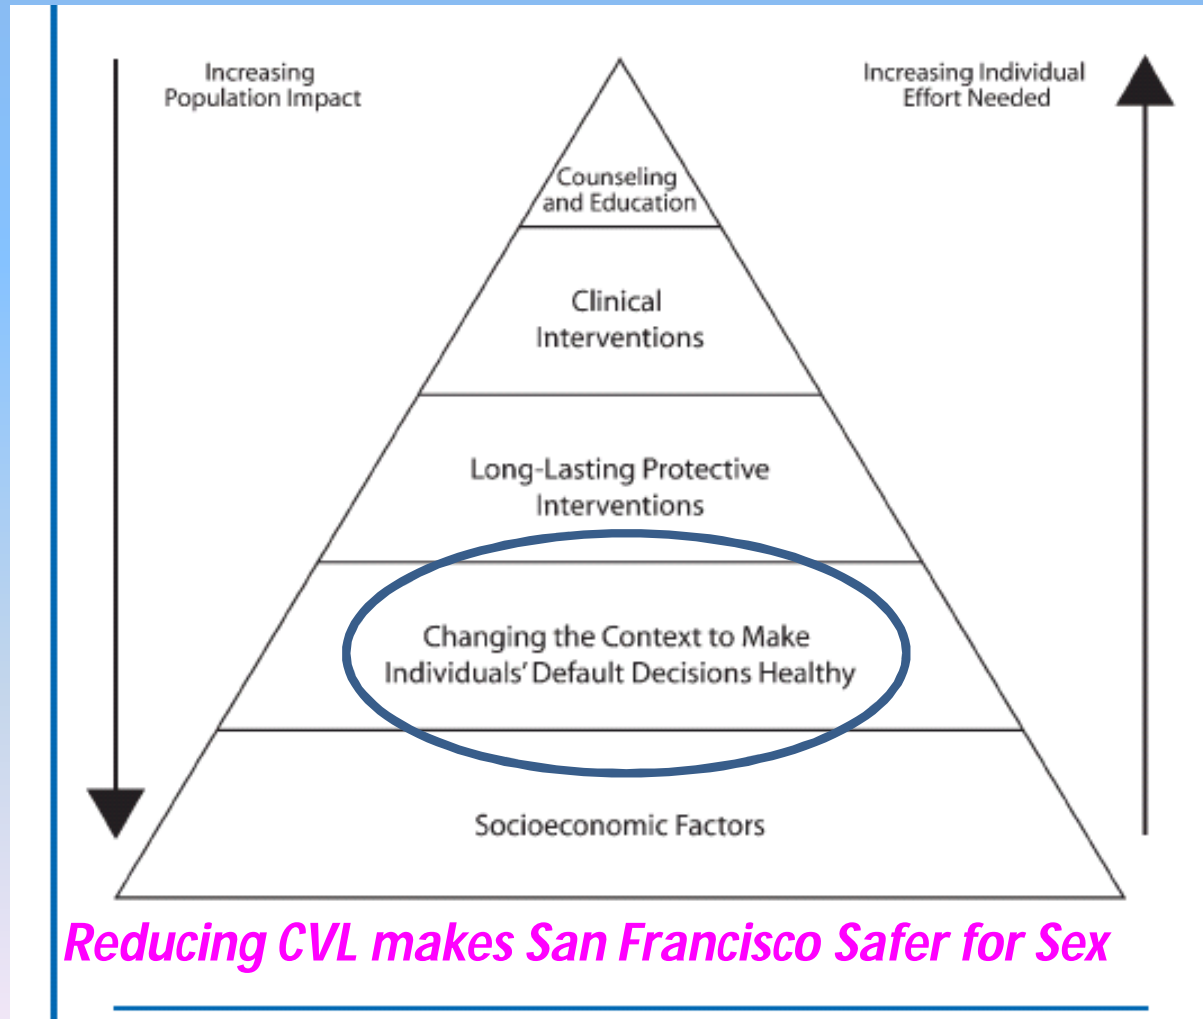 Increasing
Population Impact
Increasing Individual
Effort Needed
Counseling
and Education
Clinical
Interventions
Long-Lasting Protective
Interventions
Changing the Context to Make
Individuals’ Default Decisions Healthy
Socioeconomic Factors
Reducing CVL makes San Francisco Safer for Sex